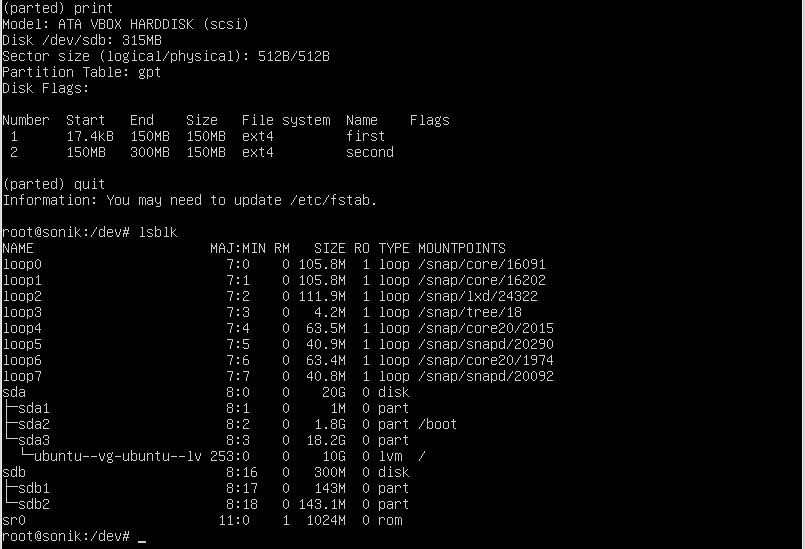 (parted) print
Model: ATA VBOX HARDDISK (scsi)
Disk /dev/sdb: 315MB
Sector size (logical/physical): 512B/512B
Partition Table: gpt
Disk Flags:

Number  Start   End    Size   File system  Name    Flags
 1      17.4kB  150MB  150MB  ext4         first
 2      150MB   300MB  150MB  ext4         second

(parted) quit
Information: You may need to update /etc/fstab.

root@sonik:/dev# lsblk
NAME                      MAJ:MIN RM   SIZE RO TYPE MOUNTPOINTS
loop0                       7:0    0 105.8M  1 loop /snap/core/16091
loop1                       7:1    0 105.8M  1 loop /snap/core/16202
loop2                       7:2    0 111.9M  1 loop /snap/lxd/24322
loop3                       7:3    0   4.2M  1 loop /snap/tree/18
loop4                       7:4    0  63.5M  1 loop /snap/core20/2015
loop5                       7:5    0  40.9M  1 loop /snap/snapd/20290
loop6                       7:6    0  63.4M  1 loop /snap/core20/1974
loop7                       7:7    0  40.8M  1 loop /snap/snapd/20092
sda                         8:0    0    20G  0 disk
├─sda1                      8:1    0     1M  0 part
├─sda2                      8:2    0   1.8G  0 part /boot
└─sda3                      8:3    0  18.2G  0 part
  └─ubuntu--vg-ubuntu--lv 253:0    0    10G  0 lvm  /
sdb                         8:16   0   300M  0 disk
├─sdb1                      8:17   0   143M  0 part
└─sdb2                      8:18   0 143.1M  0 part
sr0                        11:0    1  1024M  0 rom
root@sonik:/dev# _